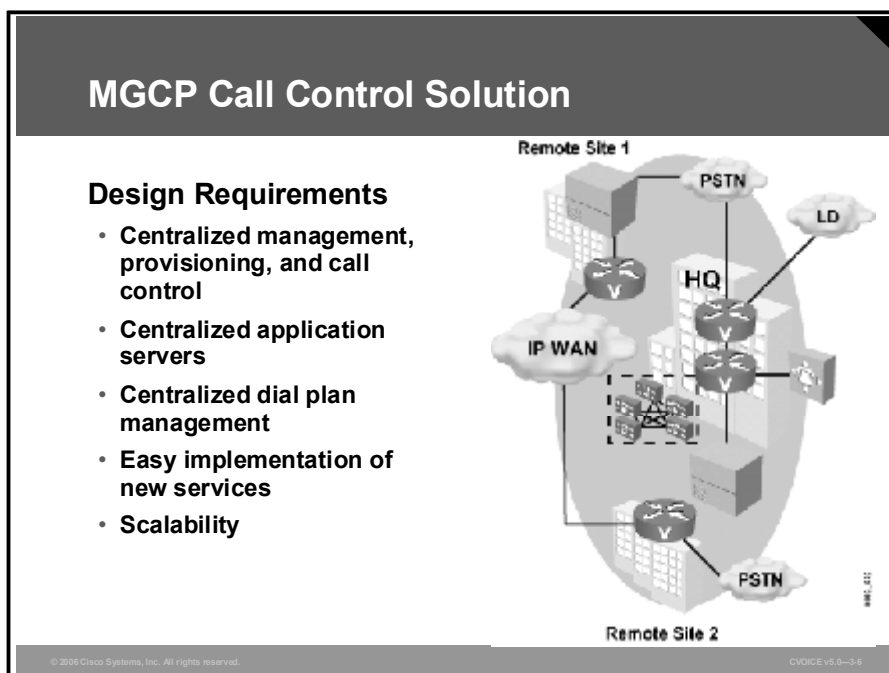 MGCP Call Control Solution
Design Requirements
• Centralized management,
provisioning, and call
control
• Centralized application
servers
• Centralized dial plan
management
• Easy implementation of
new services
• Scalability
Remote Site 1
PSTN
LD
HQ
V
V
IP WAN
V
V
PSTN
Remote Site 2
© 2006 Cisco Systems, Inc. All rights reserved.
CVOICE v5.0—3-6